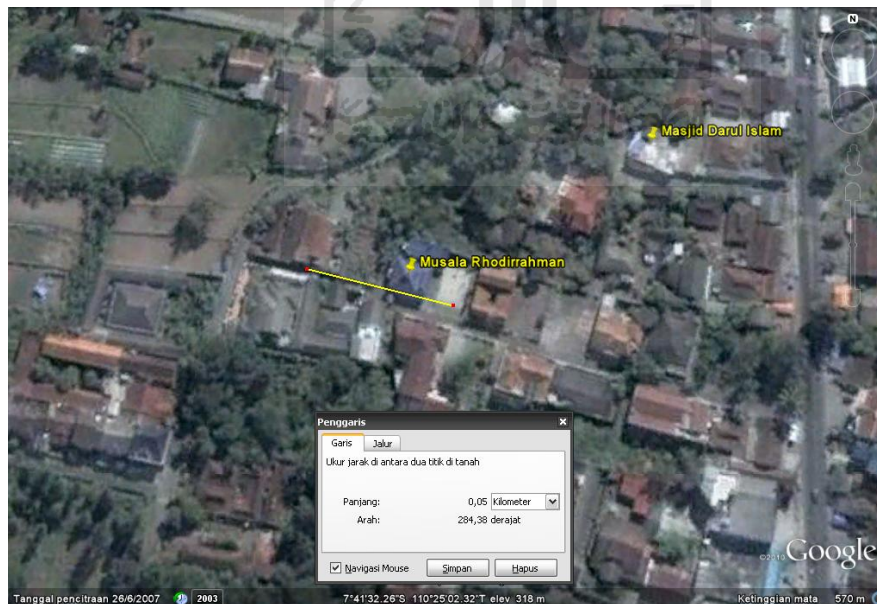 N
Masjid Darul Islam
Musala Rhodirrahman
Penggaris
Garis Jalur
Ukur jarak di antara dua titik di tanah
Panjang: 0,05 Kilometer
Arah: 284,38 derajat
Navigasi Mouse Simpan Hapus
©2010 Google
Tanggal pencitraan 26/6/2007 2003 7°41'32.26"S 110°25'02.32"T elev 318 m Ketinggian mata 570 m